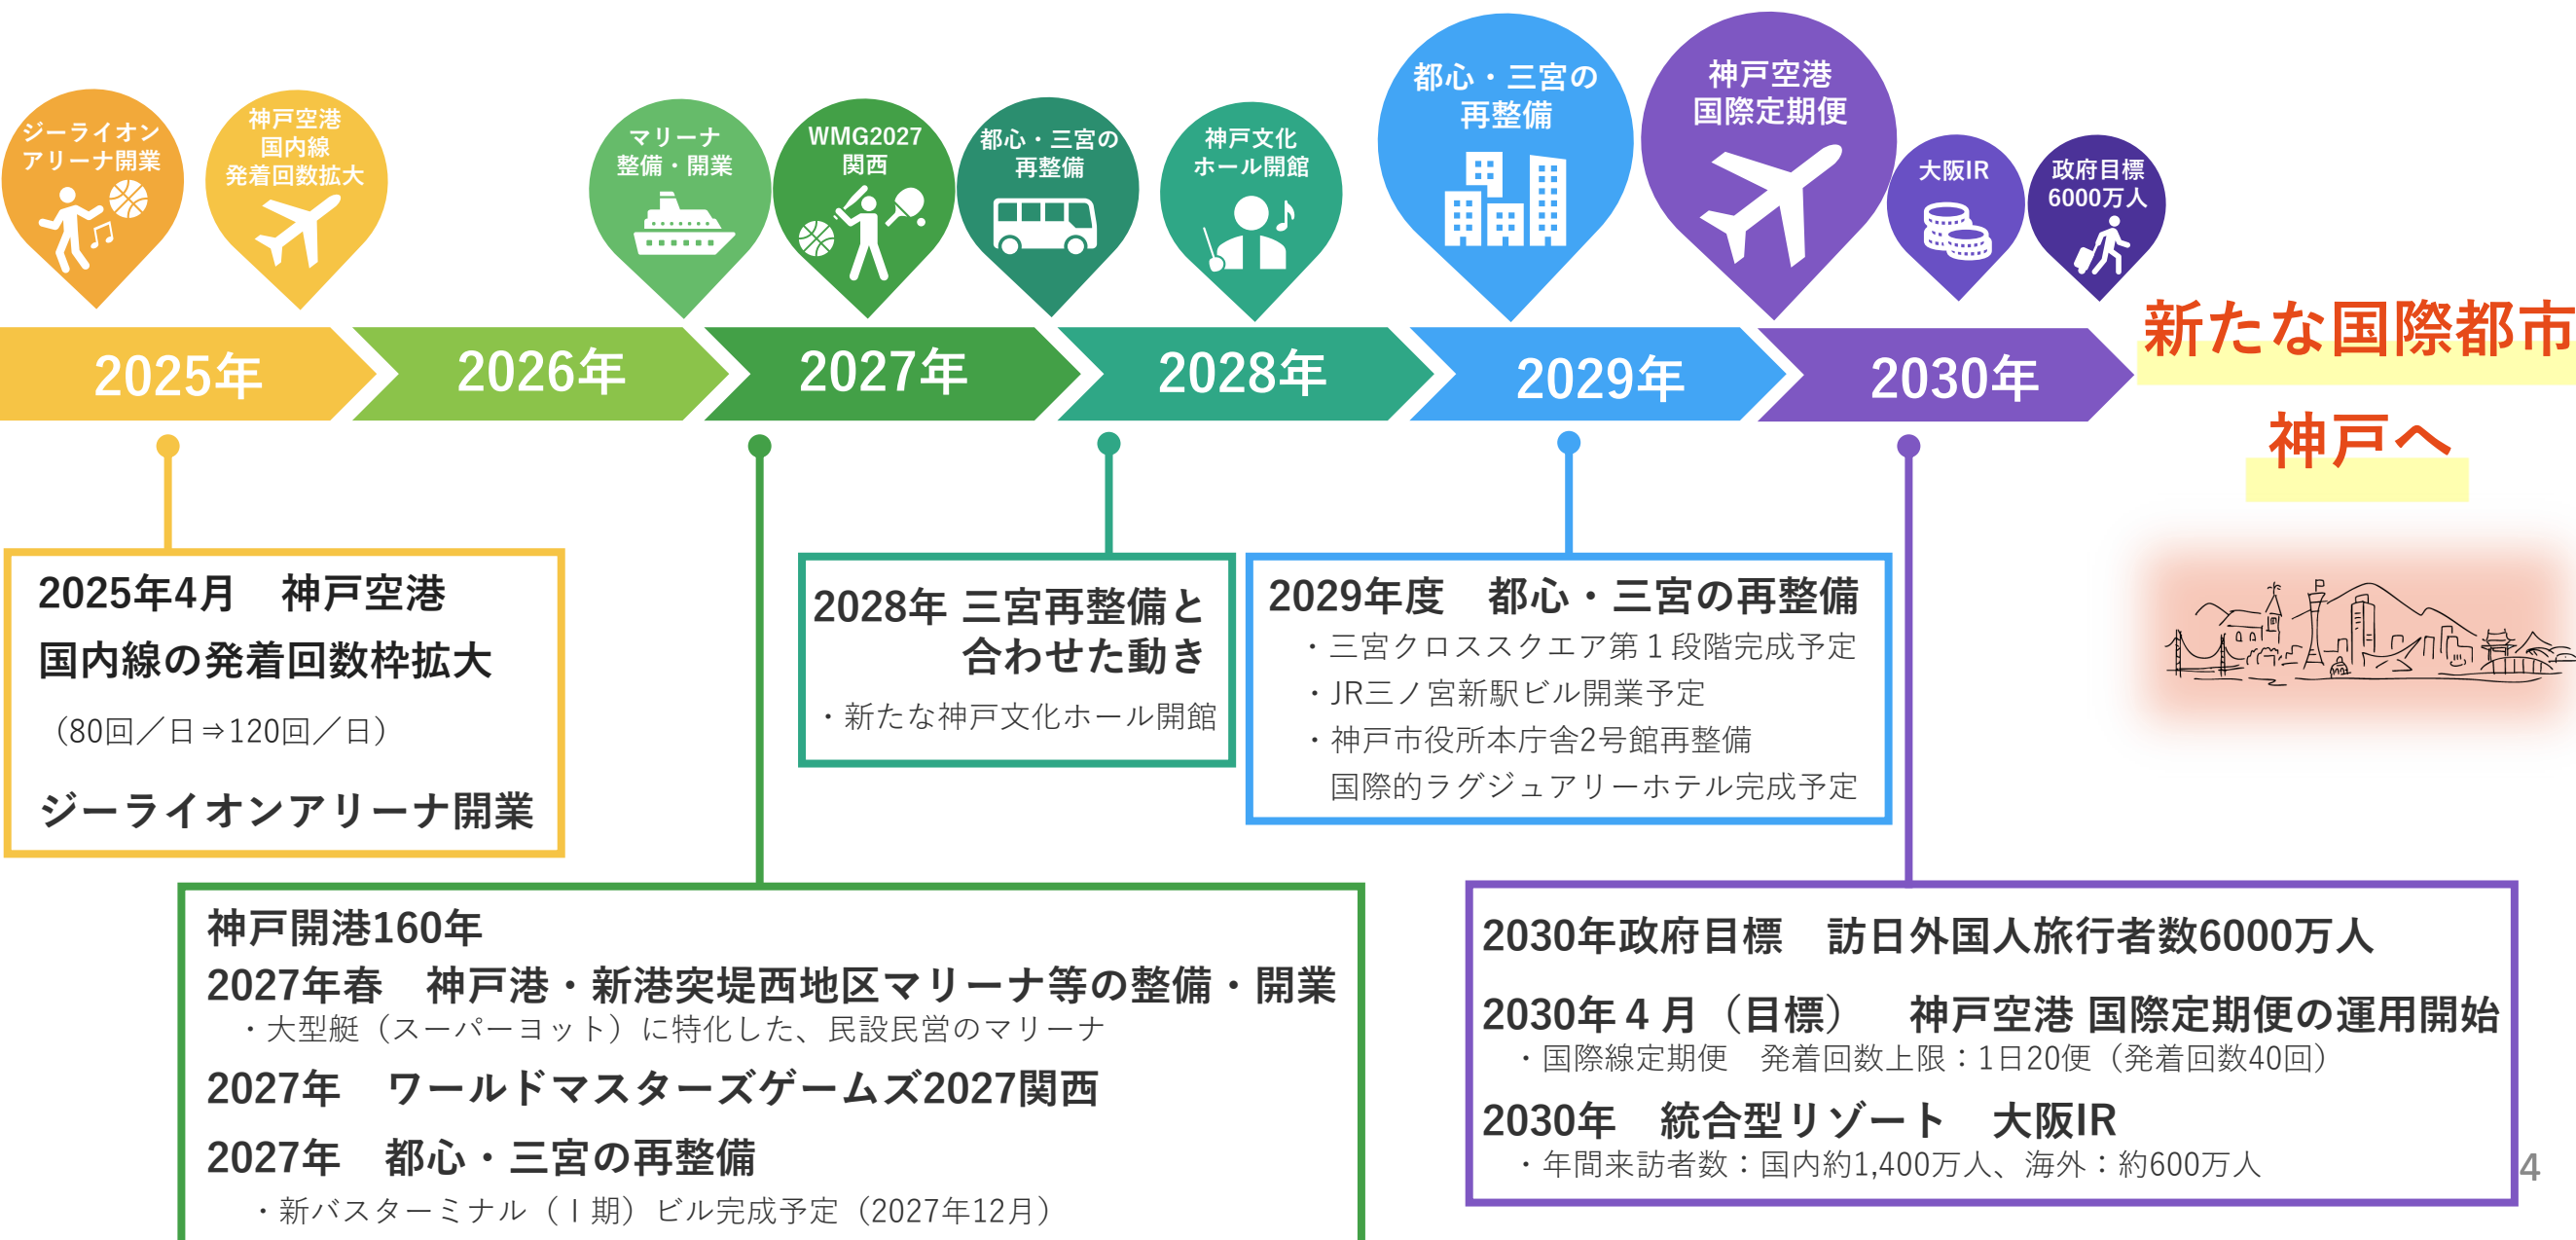 ジーライオン
アリーナ開業
神戸空港
国内線
発着回数拡大
マリーナ
整備・開業
WMG2027
関西
都心・三宮の
再整備
神戸文化
ホール開館
都心・三宮の
再整備
神戸空港
国際定期便
大阪IR
政府目標
6000万人
2025年
2026年
2027年
2028年
2029年
2030年
新たな国際都市
神戸へ
2025年4月　神戸空港
国内線の発着回数枠拡大
（80回／日⇒120回／日）
ジーライオンアリーナ開業
2028年 三宮再整備と
合わせた動き
・新たな神戸文化ホール開館
2029年度　都心・三宮の再整備
・三宮クロススクエア第１段階完成予定
・JR三ノ宮新駅ビル開業予定
・神戸市役所本庁舎2号館再整備
国際的ラグジュアリーホテル完成予定
神戸開港160年
2027年春　神戸港・新港突堤西地区マリーナ等の整備・開業
・大型艇（スーパーヨット）に特化した、民設民営のマリーナ
2027年　ワールドマスターズゲームズ2027関西
2027年　都心・三宮の再整備
・新バスターミナル（Ⅰ期）ビル完成予定（2027年12月）
2030年政府目標　訪日外国人旅行者数6000万人
2030年４月（目標）　神戸空港 国際定期便の運用開始
・国際線定期便　発着回数上限：1日20便（発着回数40回）
2030年　統合型リゾート　大阪IR
・年間来訪者数：国内約1,400万人、海外：約600万人
4